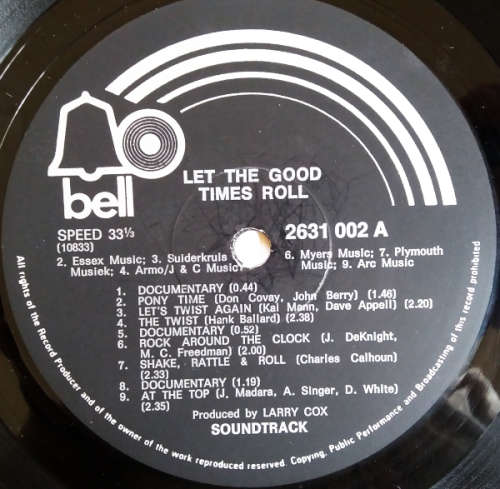 bell
LET THE GOOD
TIMES ROLL
SPEED 33⅓
(10833)
2631 002 A
2. Essex Music; 3. Suiderkruis
Musiek; 4. Armo/J & C Music;
6. Myers Music; 7. Plymouth
Music; 9. Arc Music
1. DOCUMENTARY (0.44)
2. PONY TIME (Don Covay, John Berry) (1.46)
3. LET'S TWIST AGAIN (Kal Mann, Dave Appell) (2.20)
4. THE TWIST (Hank Ballard) (2.38)
5. DOCUMENTARY (0.52)
6. ROCK AROUND THE CLOCK (J. DeKnight,
M. C. Freedman) (2.00)
7. SHAKE, RATTLE & ROLL (Charles Calhoun)
(2.33)
8. DOCUMENTARY (1.19)
9. AT THE TOP (J. Madara, A. Singer, D. White)
(2.35)
Produced by LARRY COX
SOUNDTRACK
All rights of the Record Producer and of the owner of the work reproduced reserved. Copying, Public Performance and Broadcasting of this record prohibited